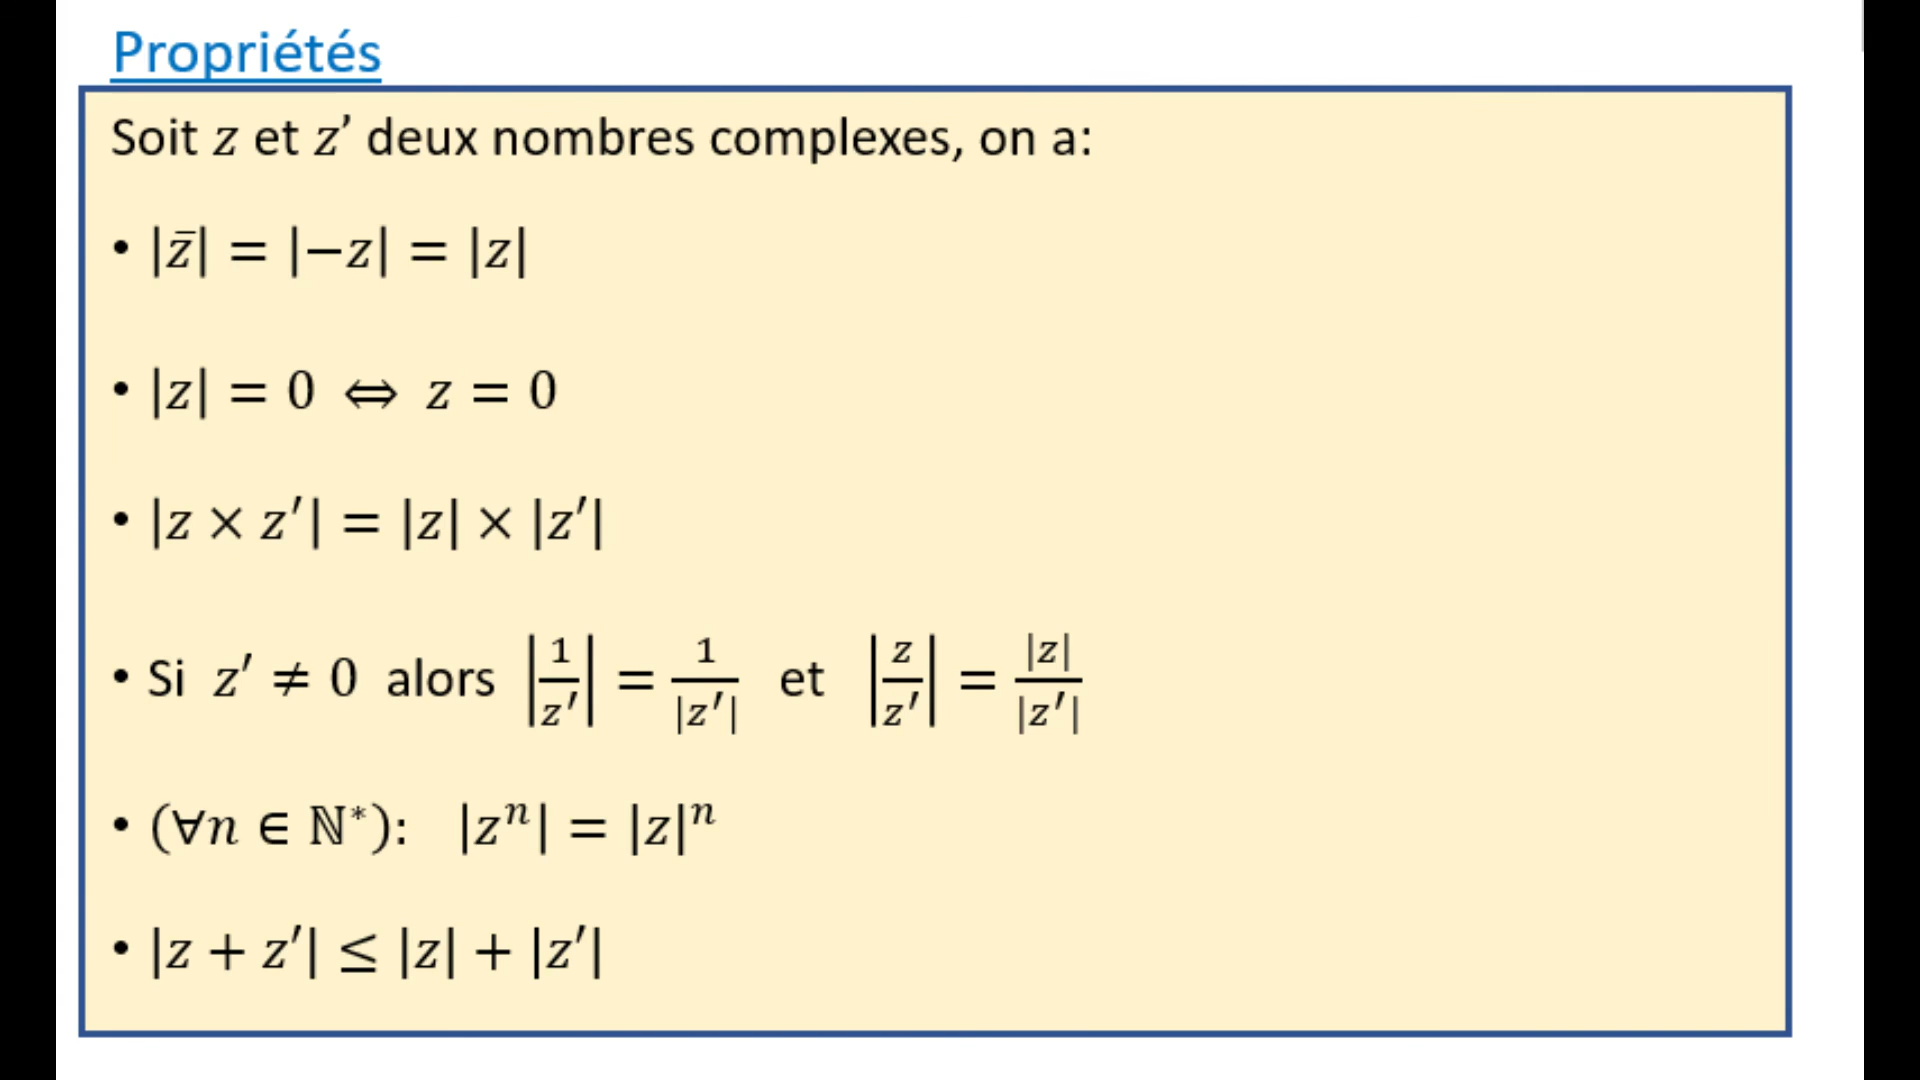 Propriétés
Soit z et z’ deux nombres complexes, on a:
• |z̄| = |−z| = |z|
• |z| = 0 ⇔ z = 0
• |z × z′| = |z| × |z′|
• Si z′ ≠ 0 alors |1/z′| = 1/|z′| et |z/z′| = |z|/|z′|
• (∀n ∈ ℕ*): |zⁿ| = |z|ⁿ
• |z + z′| ≤ |z| + |z′|